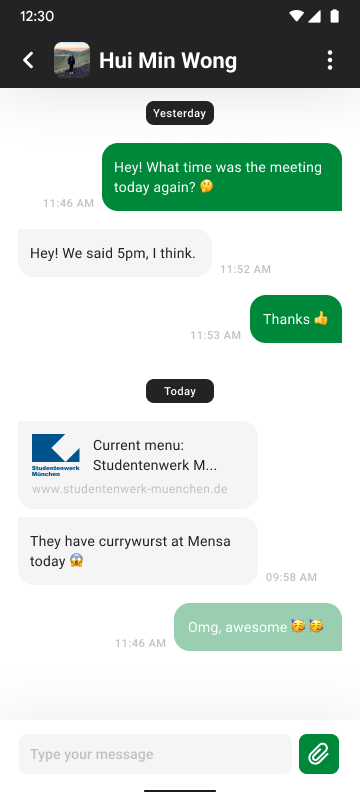 12:30
Hui Min Wong
Yesterday
Hey! What time was the meeting
today again? 🤔
11:46 AM
Hey! We said 5pm, I think.
11:52 AM
Thanks 👍
11:53 AM
Today
Studentenwerk
München
Current menu:
Studentenwerk M...
www.studentenwerk-muenchen.de
They have currywurst at Mensa
today 😱
09:58 AM
Omg, awesome 🥳 🥳
11:46 AM
Type your message